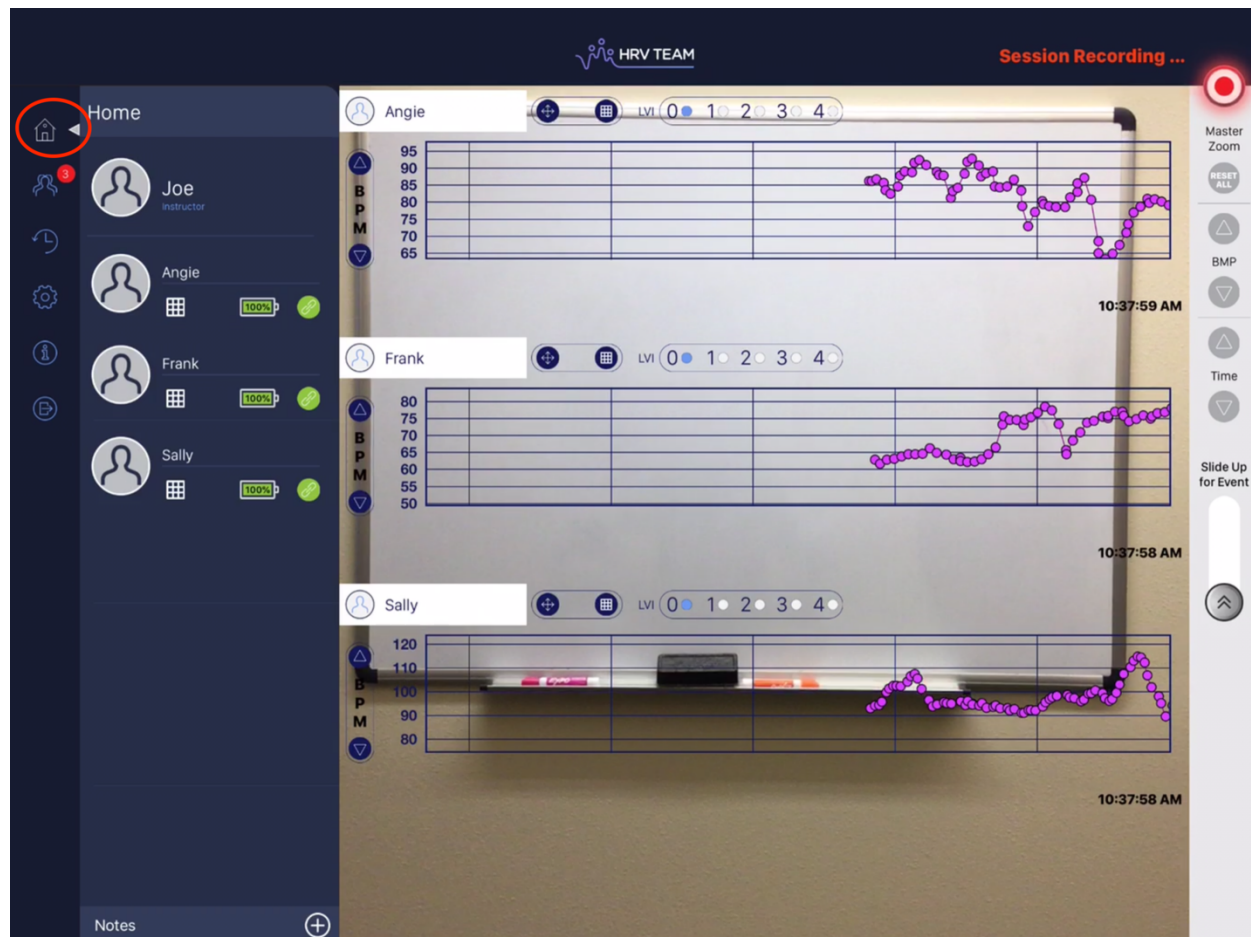 HRV TEAM
Session Recording ...
Home
3
Joe
Instructor
Angie
100%
Frank
100%
Sally
100%
Notes
Angie
LVI 0 1 2 3 4
BPM
95
90
85
80
75
70
65
10:37:59 AM
Frank
LVI 0 1 2 3 4
BPM
80
75
70
65
60
55
50
10:37:58 AM
Sally
LVI 0 1 2 3 4
BPM
120
110
100
90
80
10:37:58 AM
Master
Zoom
RESET
ALL
BMP
Time
Slide Up
for Event